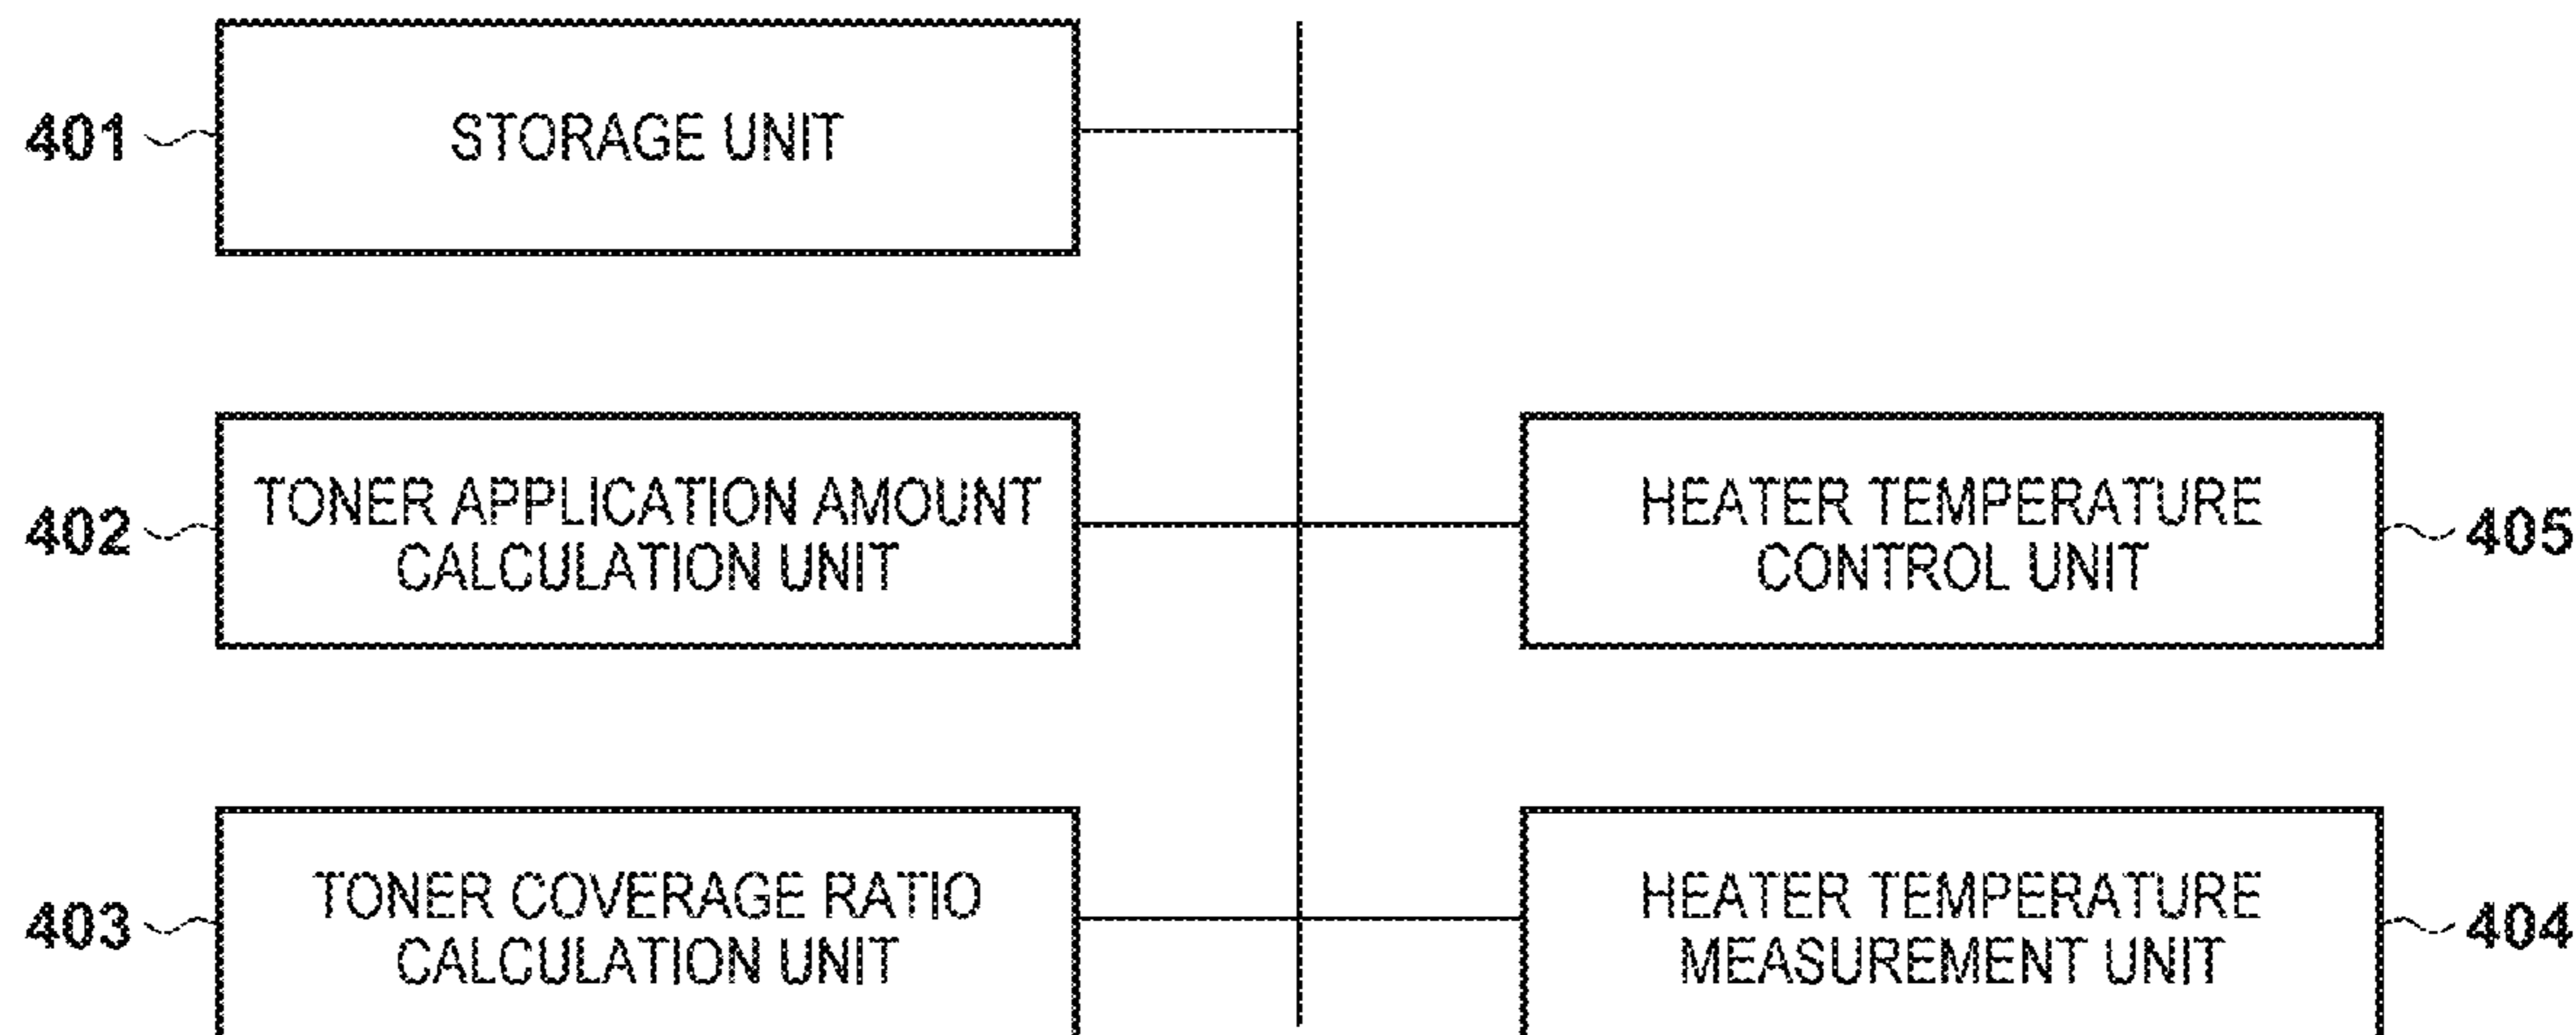 401
STORAGE UNIT
402
TONER APPLICATION AMOUNT
CALCULATION UNIT
HEATER TEMPERATURE
CONTROL UNIT
405
403
TONER COVERAGE RATIO
CALCULATION UNIT
HEATER TEMPERATURE
MEASUREMENT UNIT
404